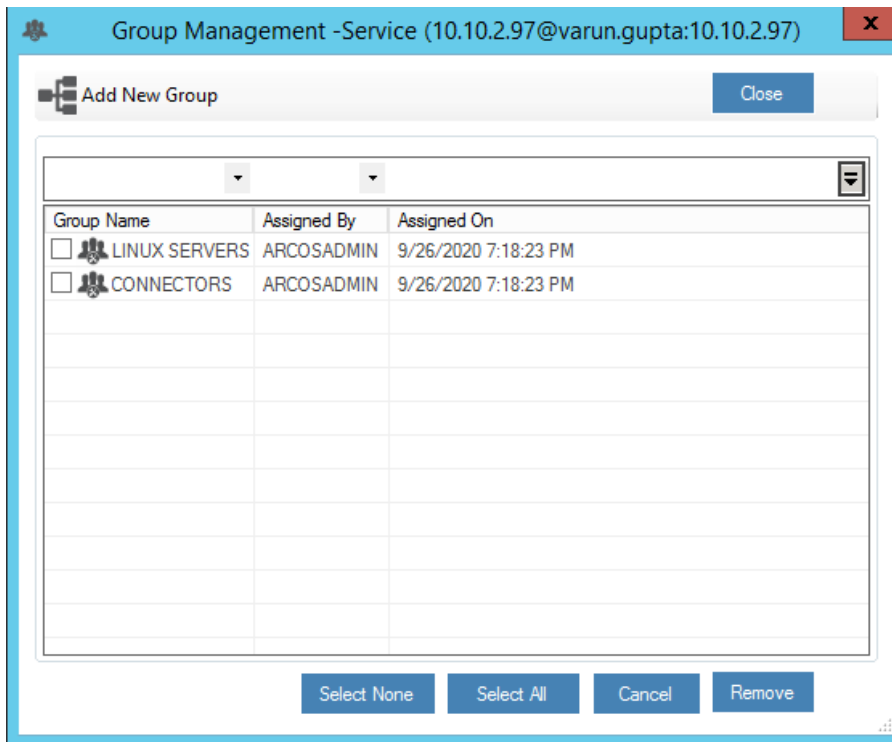 Group Management -Service (10.10.2.97@varun.gupta:10.10.2.97)
x
Add New Group
Close
Group Name Assigned By Assigned On
LINUX SERVERS ARCOSADMIN 9/26/2020 7:18:23 PM
CONNECTORS ARCOSADMIN 9/26/2020 7:18:23 PM
Select None Select All Cancel Remove